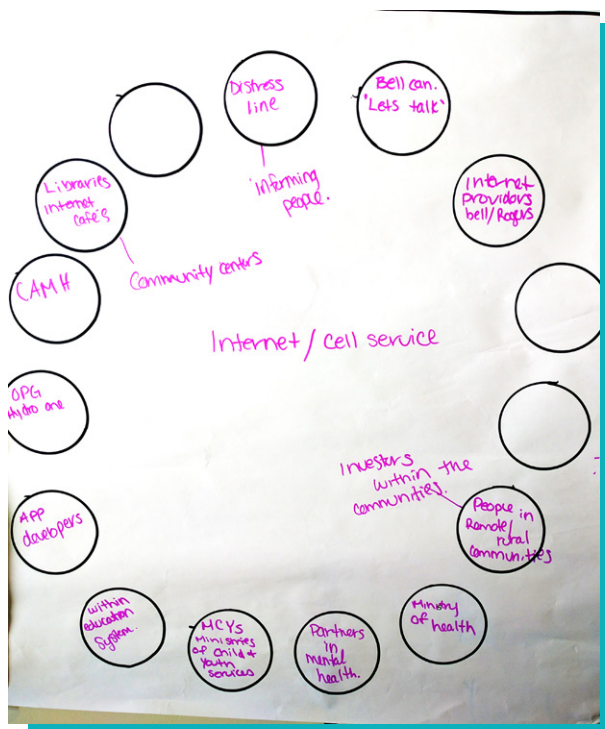 Distress
line
informing
people.
Bell can.
"Lets talk"
Internet
providors
bell/Rogers
Libraries
internet
café's
Community centers
CAMH
Internet / cell service
OPG
Hydro one
Investors
within the
communities.
People in
Remote/
rural
communities
?
APP
developers
within
education
System.
MCYs
Ministries
of Child &
Youth
services
Partners
in
mental
health.
Ministry
of health